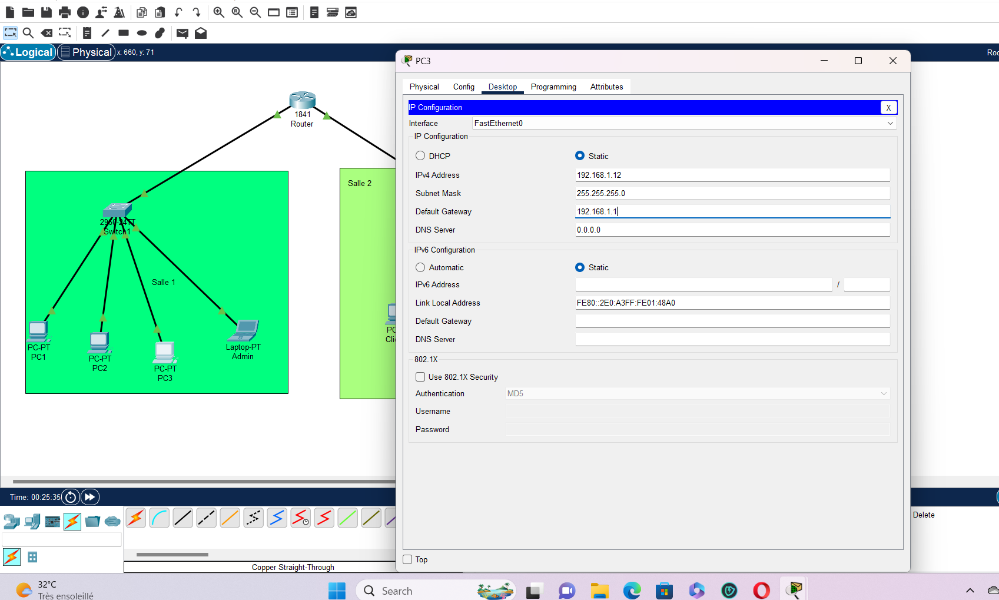 Logical
Physical
x: 660, y: 71
Roo
1841
Router
Salle 2
2960-24TT
Switch1
Salle 1
PC-PT
PC1
PC-PT
PC2
PC-PT
PC3
Laptop-PT
Admin
PC
Clie
PC3
Physical
Config
Desktop
Programming
Attributes
IP Configuration
X
Interface
FastEthernet0
IP Configuration
DHCP
Static
IPv4 Address
192.168.1.12
Subnet Mask
255.255.255.0
Default Gateway
192.168.1.1
DNS Server
0.0.0.0
IPv6 Configuration
Automatic
Static
IPv6 Address
/
Link Local Address
FE80::2E0:A3FF:FE01:48A0
Default Gateway
DNS Server
802.1X
Use 802.1X Security
Authentication
MD5
Username
Password
Top
Time: 00:25:35
Delete
Copper Straight-Through
32°C
Très ensoleillé
Search